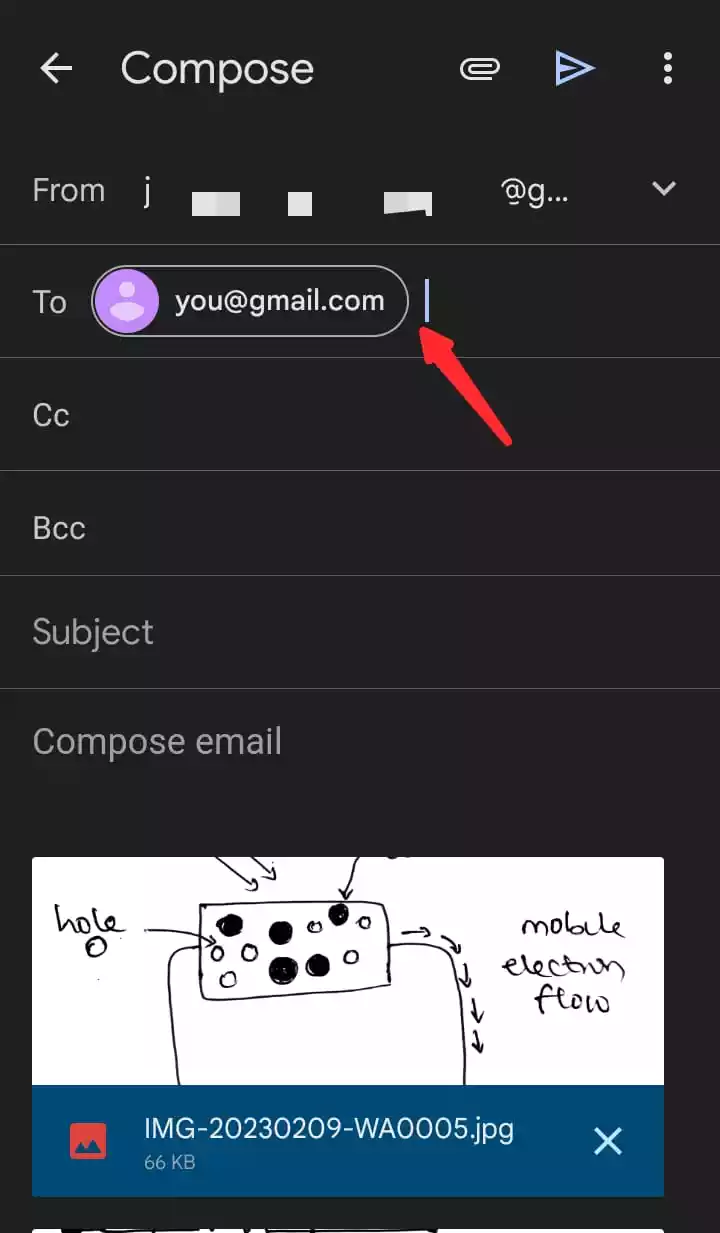 Compose
From j @g...
To you@gmail.com
Cc
Bcc
Subject
Compose email
hole
mobile
electron
flow
IMG-20230209-WA0005.jpg
66 KB